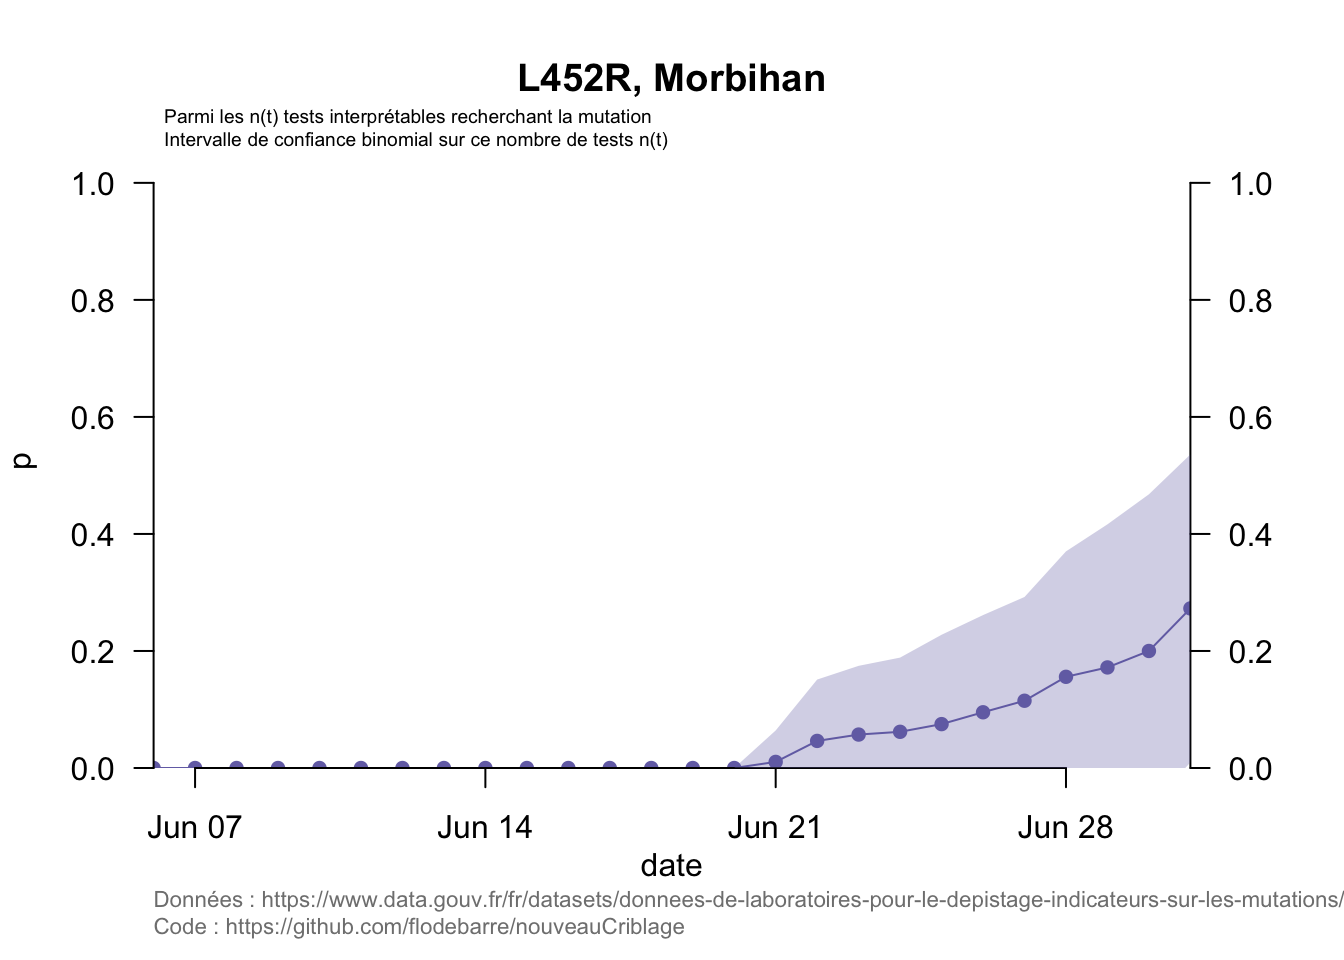 L452R, Morbihan
Parmi les n(t) tests interprétables recherchant la mutation
Intervalle de confiance binomial sur ce nombre de tests n(t)
1.0
0.8
0.6
0.4
0.2
0.0
p
1.0
0.8
0.6
0.4
0.2
0.0
Jun 07 Jun 14 Jun 21 Jun 28
date
Données : https://www.data.gouv.fr/fr/datasets/donnees-de-laboratoires-pour-le-depistage-indicateurs-sur-les-mutations/
Code : https://github.com/flodebarre/nouveauCriblage